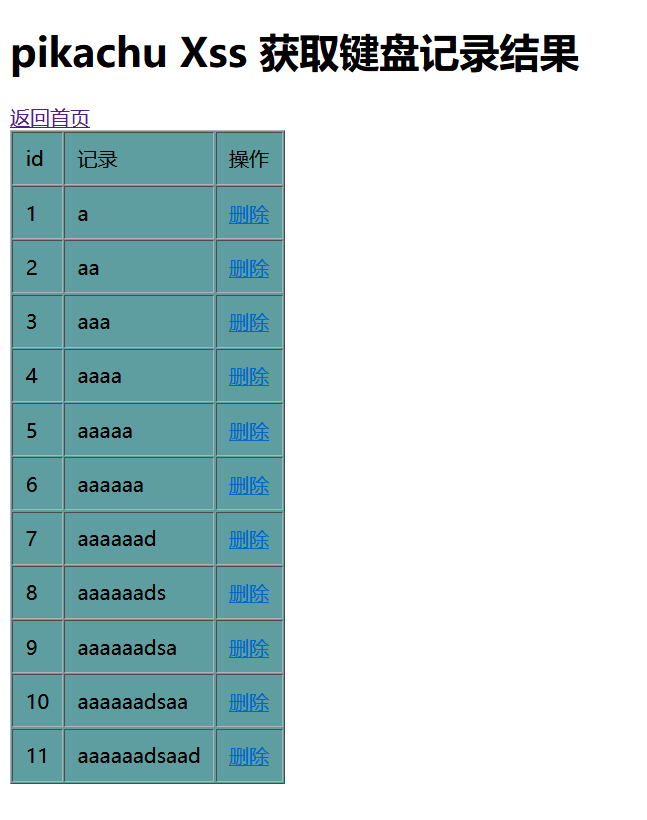 pikachu Xss 获取键盘记录结果
返回首页
id 记录 操作
1 a 删除
2 aa 删除
3 aaa 删除
4 aaaa 删除
5 aaaaa 删除
6 aaaaaa 删除
7 aaaaaad 删除
8 aaaaaads 删除
9 aaaaaadsa 删除
10 aaaaaadsaa 删除
11 aaaaaadsaad 删除